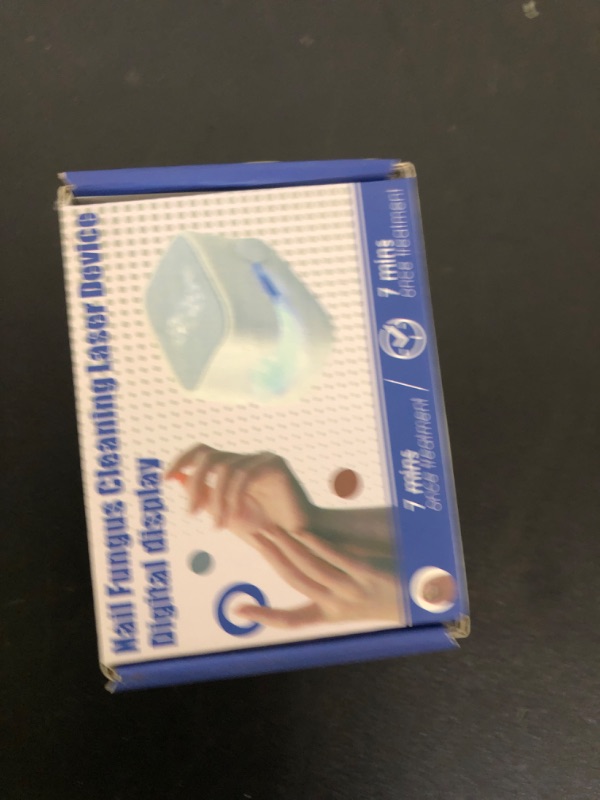 Nail Fungus Cleaning Laser Device
Digital display
7 mins
once treatment
7 mins
once treatment